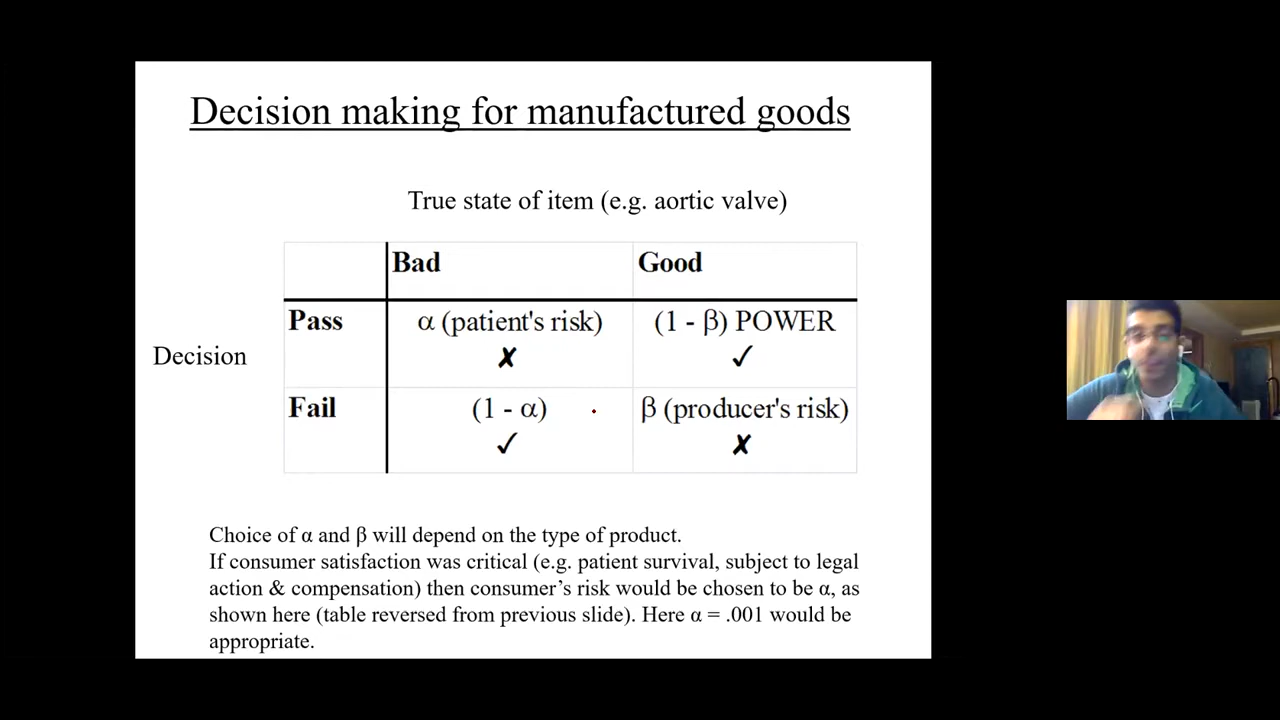 Decision making for manufactured goods
True state of item (e.g. aortic valve)
Bad Good
Pass α (patient's risk) (1 - β) POWER
✗ ✓
Decision
Fail (1 - α) β (producer's risk)
✓ ✗
Choice of α and β will depend on the type of product.
If consumer satisfaction was critical (e.g. patient survival, subject to legal
action & compensation) then consumer’s risk would be chosen to be α, as
shown here (table reversed from previous slide). Here α = .001 would be
appropriate.